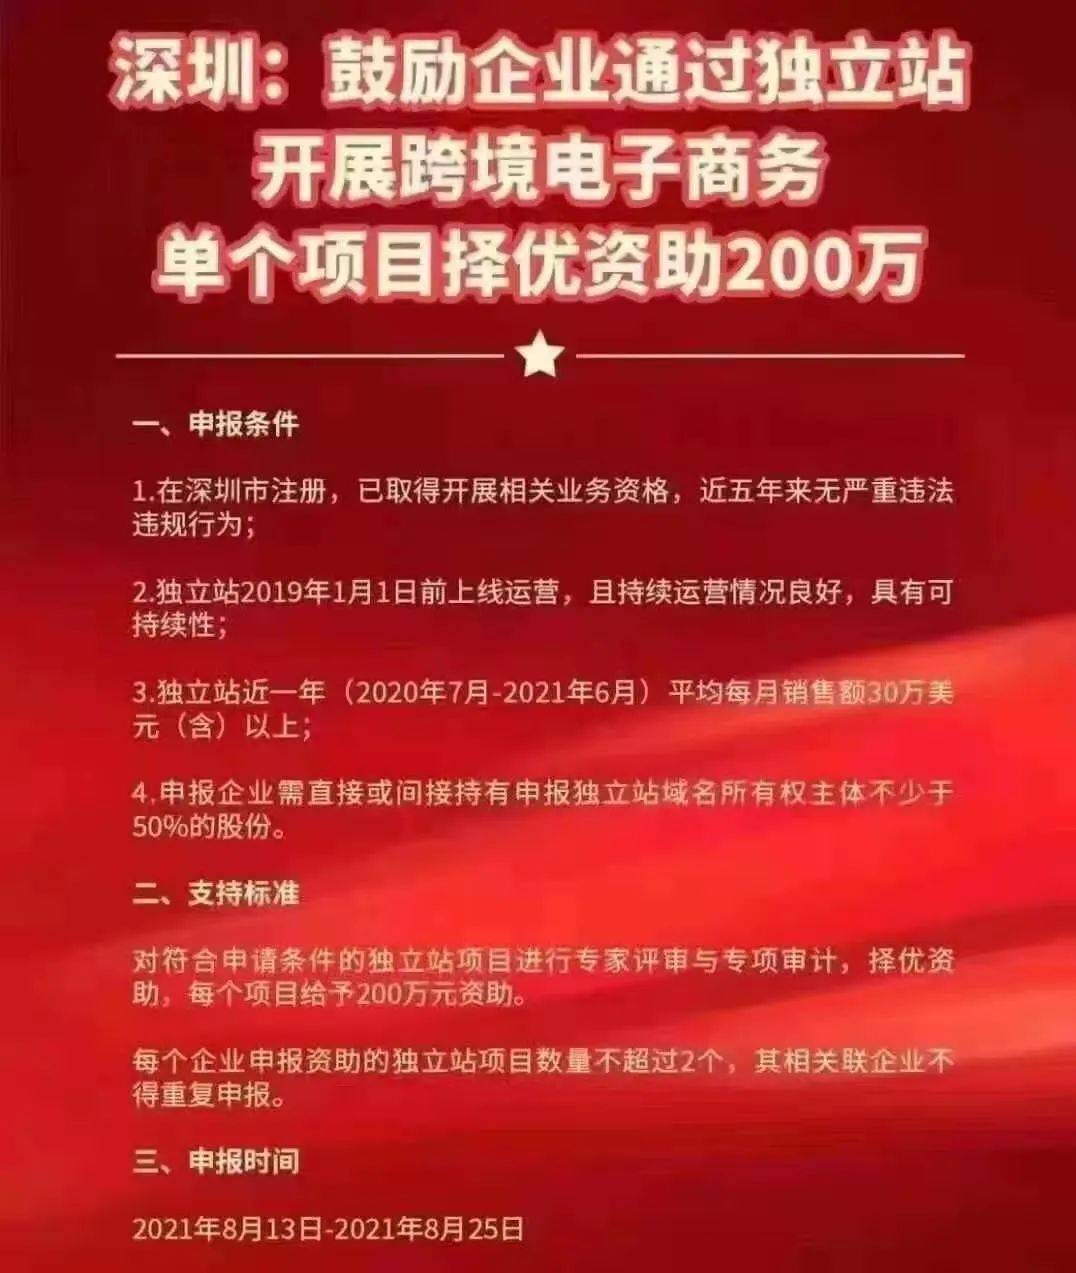 深圳：鼓励企业通过独立站
开展跨境电子商务
单个项目择优资助200万
一、申报条件
1.在深圳市注册，已取得开展相关业务资格，近五年来无严重违法
违规行为；
2.独立站2019年1月1日前上线运营，且持续运营情况良好，具有可
持续性；
3.独立站近一年（2020年7月-2021年6月）平均每月销售额30万美
元（含）以上；
4.申报企业需直接或间接持有申报独立站域名所有权主体不少于
50%的股份。
二、支持标准
对符合申请条件的独立站项目进行专家评审与专项审计，择优资
助，每个项目给予200万元资助。
每个企业申报资助的独立站项目数量不超过2个，其相关联企业不
得重复申报。
三、申报时间
2021年8月13日-2021年8月25日